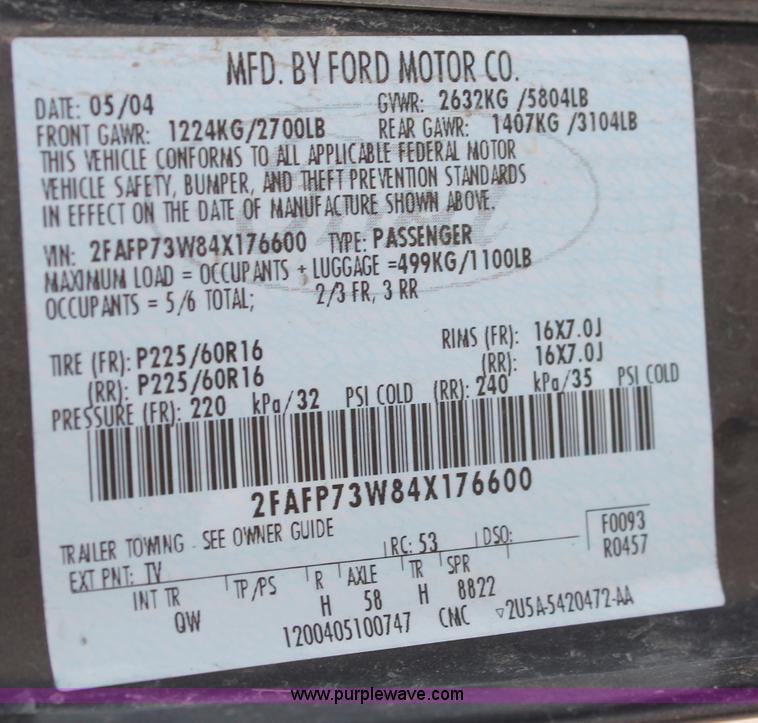 MFD. BY FORD MOTOR CO.
DATE: 05/04 GVWR: 2632KG /5804LB
FRONT GAWR: 1224KG/2700LB REAR GAWR: 1407KG /3104LB
THIS VEHICLE CONFORMS TO ALL APPLICABLE FEDERAL MOTOR
VEHICLE SAFETY, BUMPER, AND THEFT PREVENTION STANDARDS
IN EFFECT ON THE DATE OF MANUFACTURE SHOWN ABOVE.
VIN: 2FAFP73W84X176600 TYPE: PASSENGER
MAXIMUM LOAD = OCCUPANTS + LUGGAGE =499KG/1100LB
OCCUPANTS = 5/6 TOTAL; 2/3 FR, 3 RR
TIRE (FR): P225/60R16 RIMS (FR): 16X7.0J
(RR): P225/60R16 (RR): 16X7.0J
PRESSURE (FR): 220 kPa/32 PSI COLD (RR): 240 kPa/35 PSI COLD
2FAFP73W84X176600
TRAILER TOWING - SEE OWNER GUIDE
EXT PNT: TV RC: 53 DSO: F0093
R0457
INT TR TP/PS R AXLE TR SPR
QW H 58 H 8822
1200405100747 CMC ▽2U5A-5420472-AA
www.purplewave.com